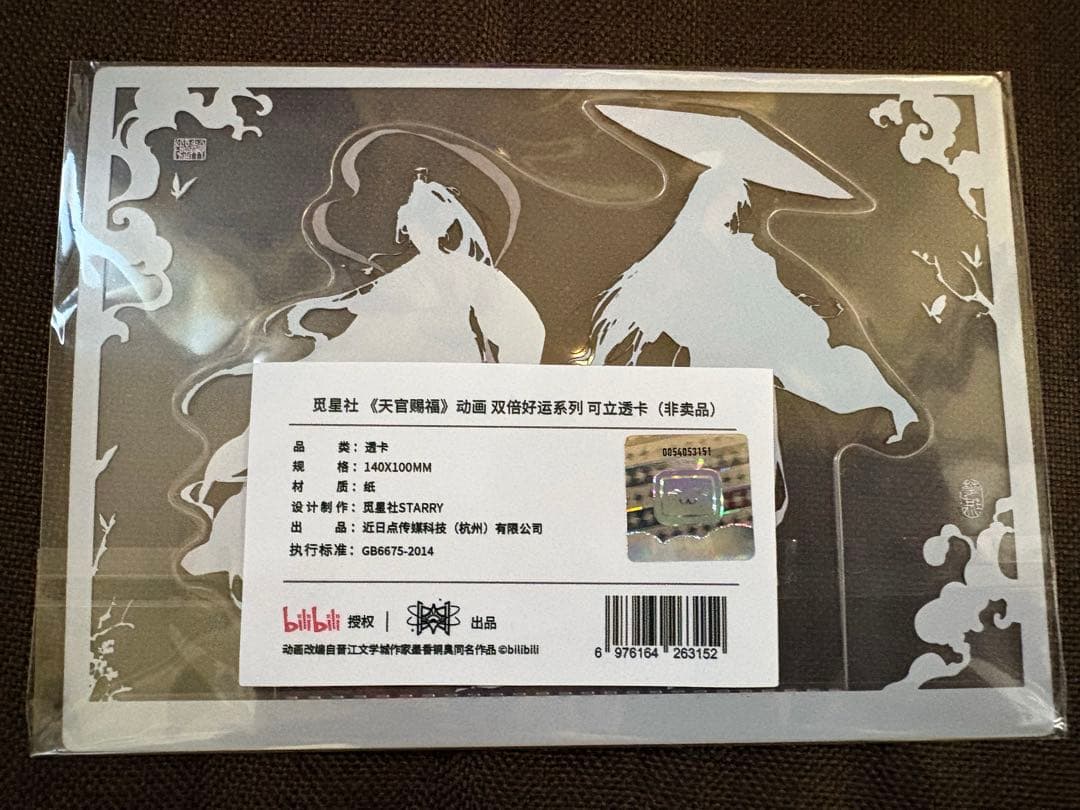 觅星社《天官赐福》动画 双倍好运系列 可立透卡（非卖品）
品 类：透卡
规 格：140X100MM
材 质：纸
设计制作：觅星社STARRY
出 品：近日点传媒科技（杭州）有限公司
执行标准：GB6675-2014
0054053151
bilibili 授权 | 出品
动画改编自晋江文学城作家墨香铜臭同名作品 ©bilibili
6 976164 263152